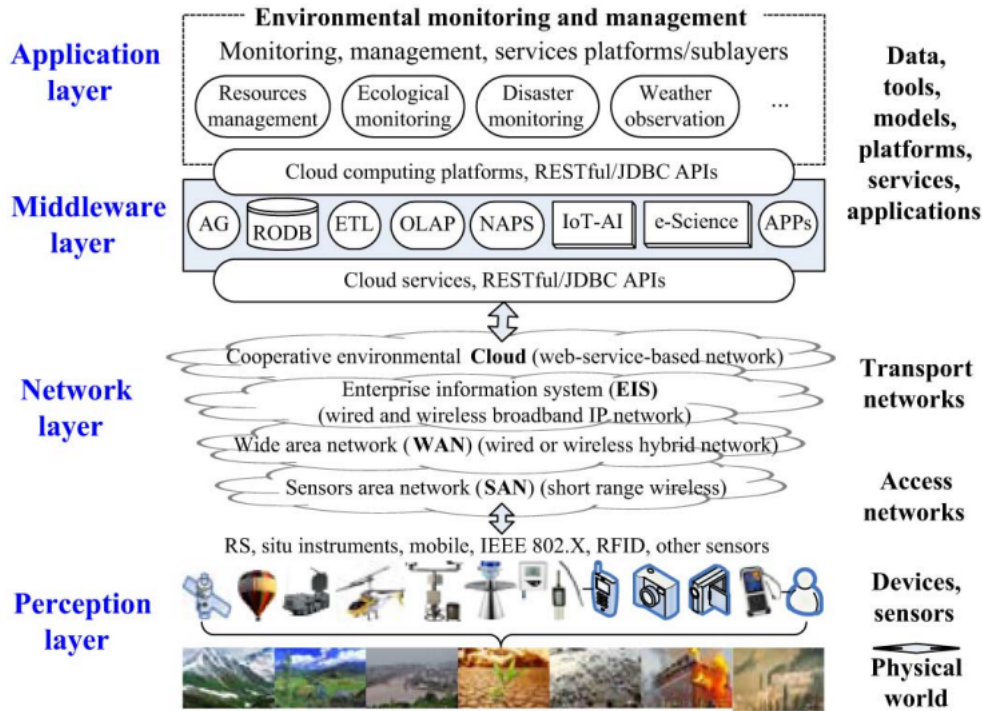 Environmental monitoring and management
Application
layer
Monitoring, management, services platforms/sublayers
Resources
management
Ecological
monitoring
Disaster
monitoring
Weather
observation
...
Data,
tools,
models,
platforms,
services,
applications
Cloud computing platforms, RESTful/JDBC APIs
Middleware
layer
AG
RODB
ETL
OLAP
NAPS
IoT-AI
e-Science
APPs
Cloud services, RESTful/JDBC APIs
Network
layer
Cooperative environmental Cloud (web-service-based network)
Enterprise information system (EIS)
(wired and wireless broadband IP network)
Wide area network (WAN) (wired or wireless hybrid network)
Sensors area network (SAN) (short range wireless)
Transport
networks
Access
networks
RS, situ instruments, mobile, IEEE 802.X, RFID, other sensors
Perception
layer
Devices,
sensors
Physical
world